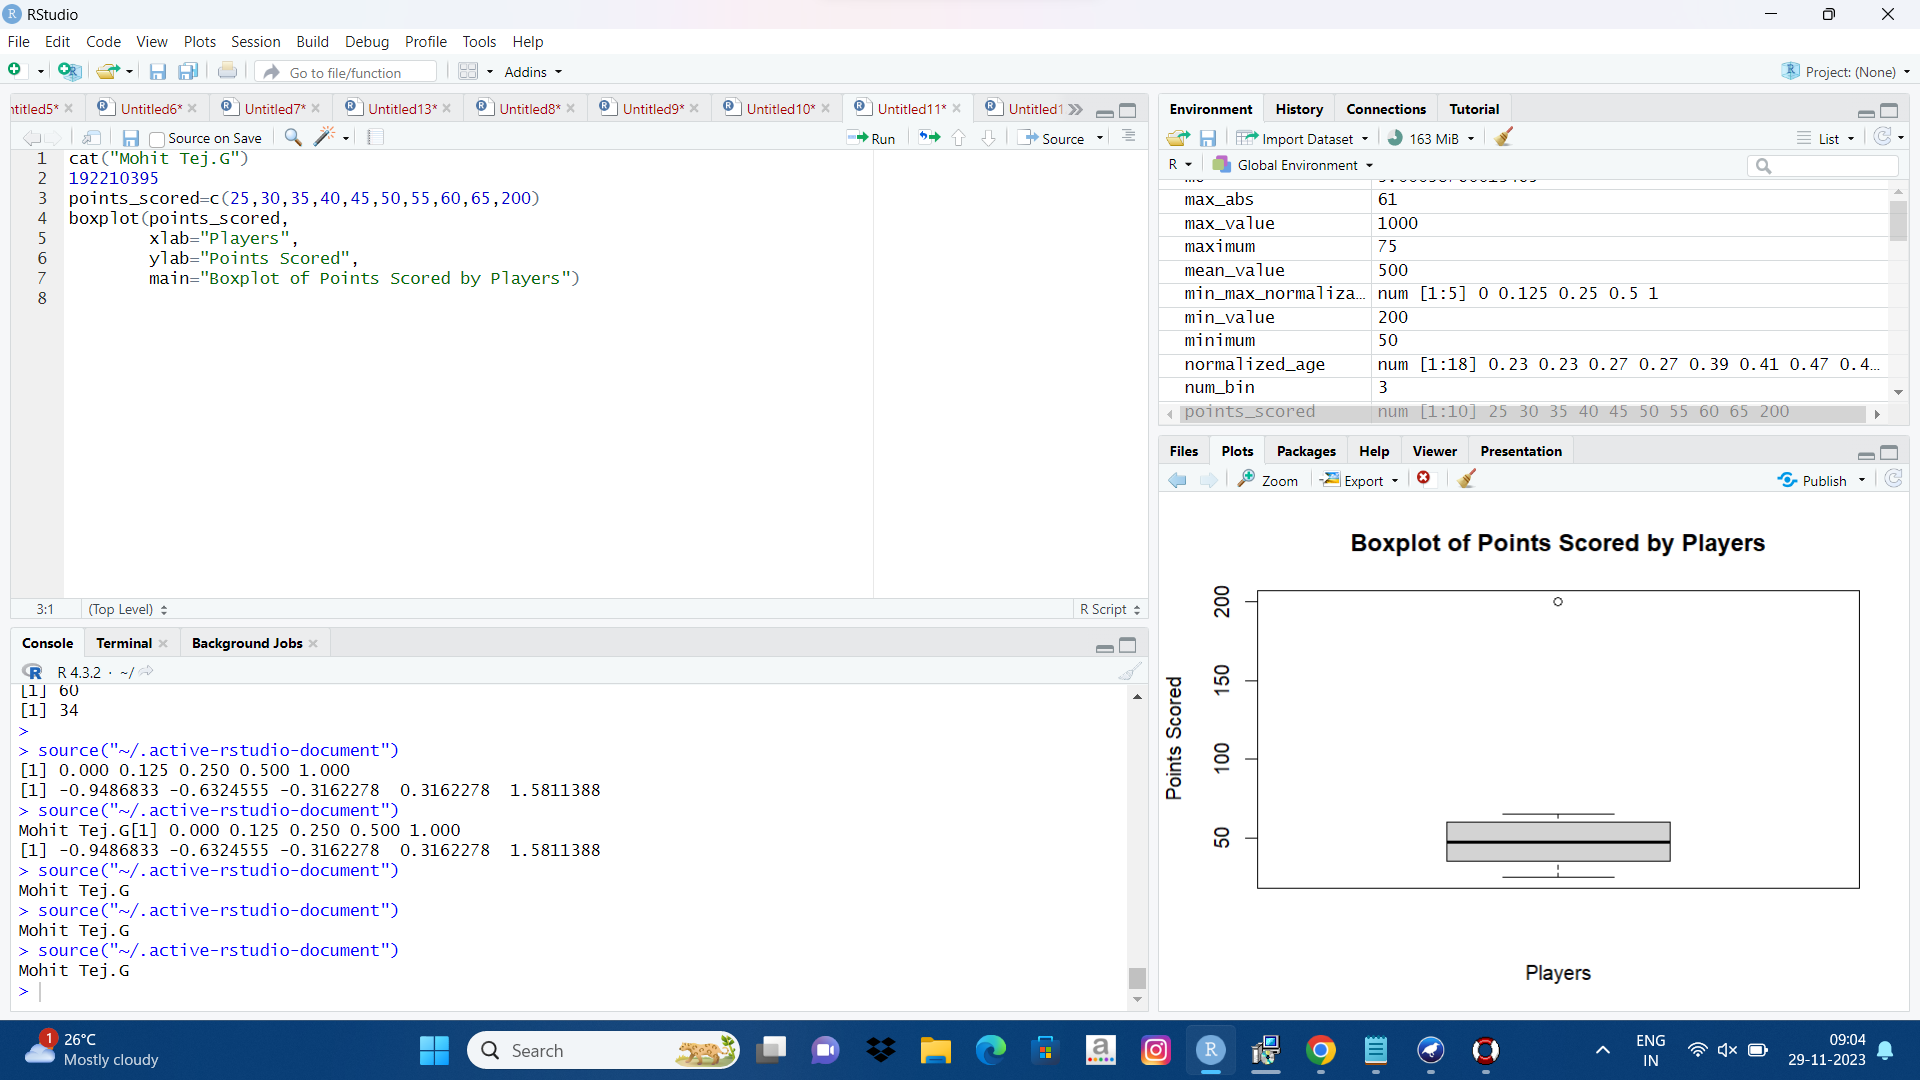 RStudio
File Edit Code View Plots Session Build Debug Profile Tools Help
Go to file/function Addins Project: (None)
ntitled5* Untitled6* Untitled7* Untitled13* Untitled8* Untitled9* Untitled10* Untitled11* Untitled1
Source on Save Run Source
1 cat("Mohit Tej.G")
2 192210395
3 points_scored=c(25,30,35,40,45,50,55,60,65,200)
4 boxplot(points_scored,
5 xlab="Players",
6 ylab="Points Scored",
7 main="Boxplot of Points Scored by Players")
8
3:1 (Top Level) R Script
Console Terminal Background Jobs
R 4.3.2 · ~/
[1] 60
[1] 34
>
> source("~/.active-rstudio-document")
[1] 0.000 0.125 0.250 0.500 1.000
[1] -0.9486833 -0.6324555 -0.3162278 0.3162278 1.5811388
> source("~/.active-rstudio-document")
Mohit Tej.G[1] 0.000 0.125 0.250 0.500 1.000
[1] -0.9486833 -0.6324555 -0.3162278 0.3162278 1.5811388
> source("~/.active-rstudio-document")
Mohit Tej.G
> source("~/.active-rstudio-document")
Mohit Tej.G
> source("~/.active-rstudio-document")
Mohit Tej.G
>
Environment History Connections Tutorial
Import Dataset 163 MiB List
R Global Environment
max_abs 61
max_value 1000
maximum 75
mean_value 500
min_max_normaliza… num [1:5] 0 0.125 0.25 0.5 1
min_value 200
minimum 50
normalized_age num [1:18] 0.23 0.23 0.27 0.27 0.39 0.41 0.47 0.4…
num_bin 3
points_scored num [1:10] 25 30 35 40 45 50 55 60 65 200
Files Plots Packages Help Viewer Presentation
Zoom Export Publish
Boxplot of Points Scored by Players
200
150
100
50
Points Scored
Players
1 26°C
Mostly cloudy
Search
ENG
IN
09:04
29-11-2023